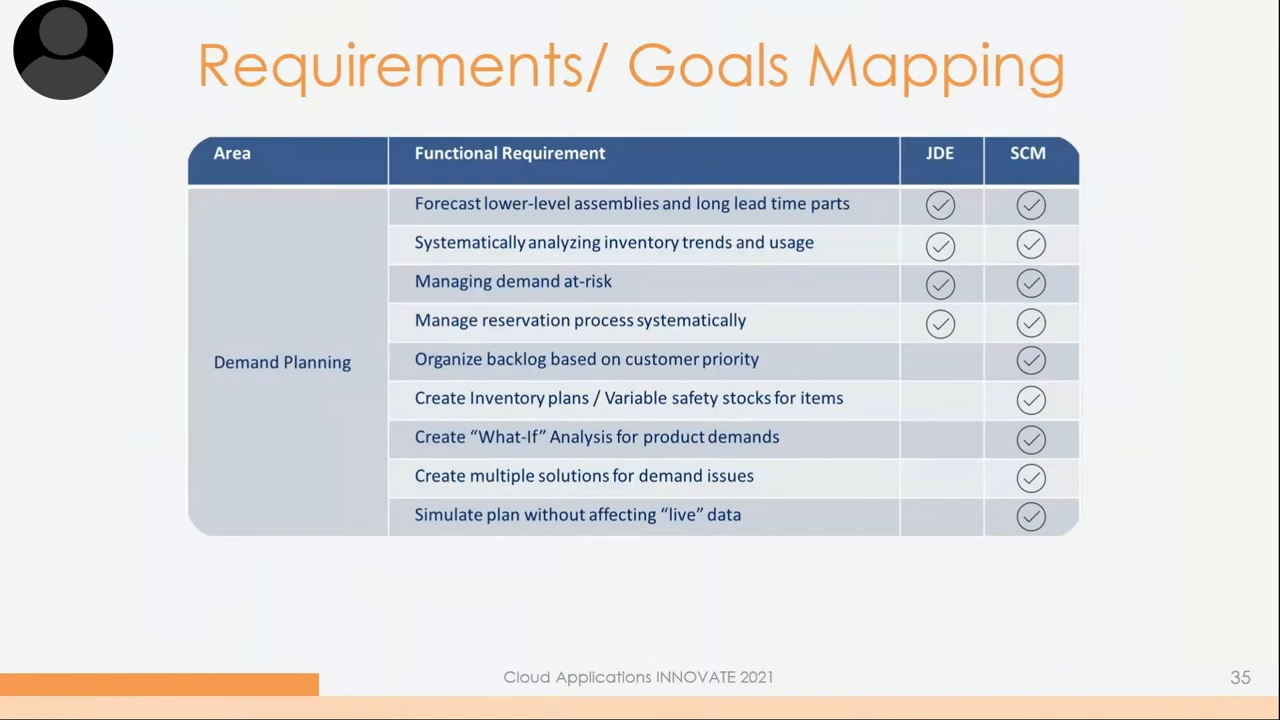 Requirements/ Goals Mapping
Area Functional Requirement JDE SCM
Forecast lower-level assemblies and long lead time parts
Systematically analyzing inventory trends and usage
Managing demand at-risk
Manage reservation process systematically
Demand Planning Organize backlog based on customer priority
Create Inventory plans / Variable safety stocks for items
Create “What-If” Analysis for product demands
Create multiple solutions for demand issues
Simulate plan without affecting “live” data
Cloud Applications INNOVATE 2021 35